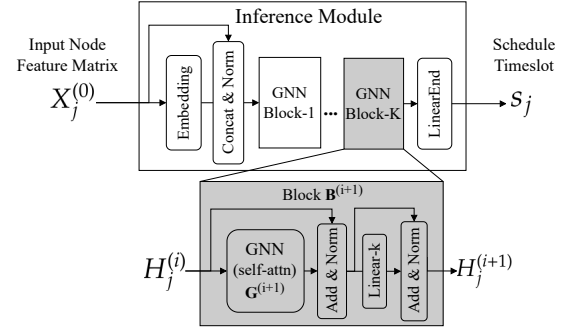 Inference Module
Input Node
Feature Matrix
X_j^{(0)}
Embedding
Concat & Norm
GNN
Block-1
...
GNN
Block-K
LinearEnd
Schedule
Timeslot
s_j
Block B^{(i+1)}
H_j^{(i)}
GNN
(self-attn)
G^{(i+1)}
Add & Norm
Linear-k
Add & Norm
H_j^{(i+1)}